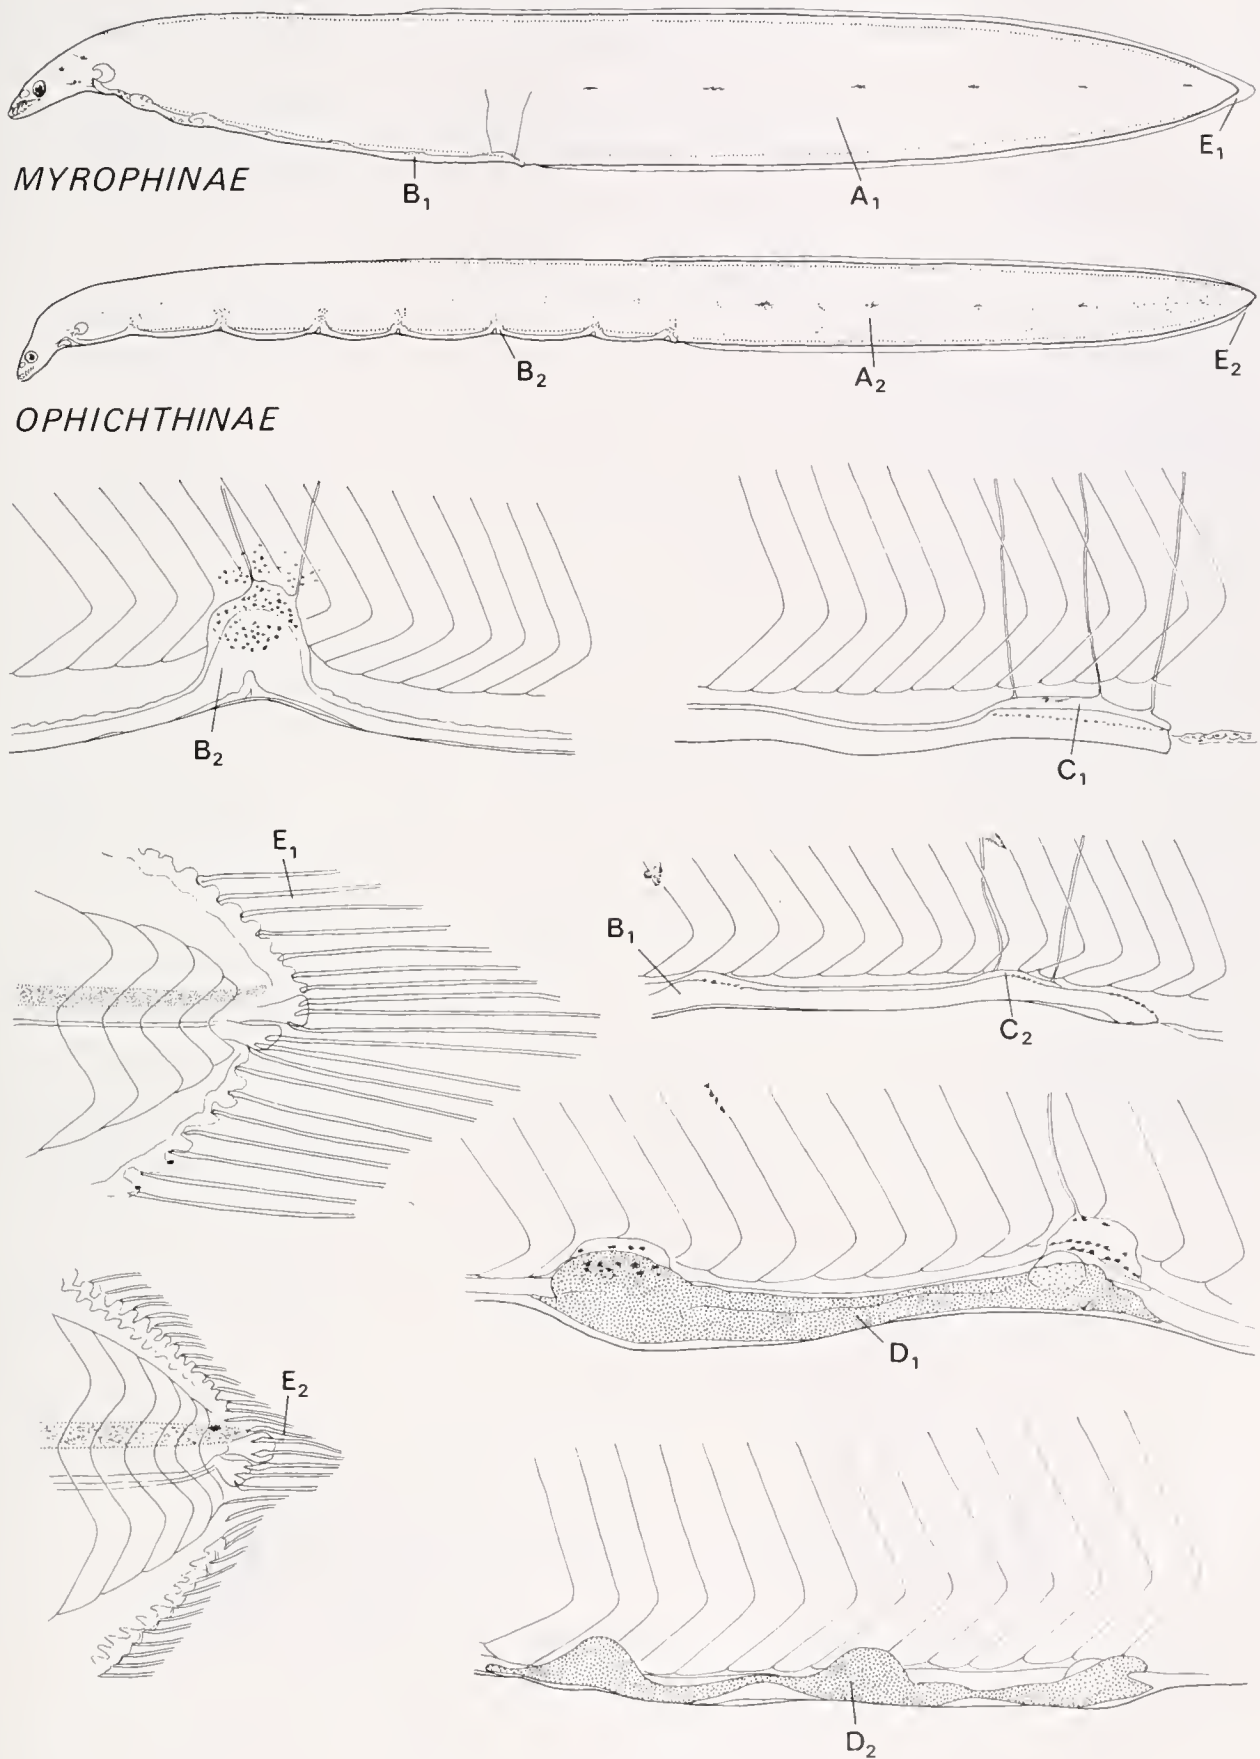 E₁
MYROPHINAE
B₁
A₁
B₂
A₂
E₂
OPHICHTHINAE
B₂
C₁
E₁
B₁
C₂
D₁
E₂
D₂